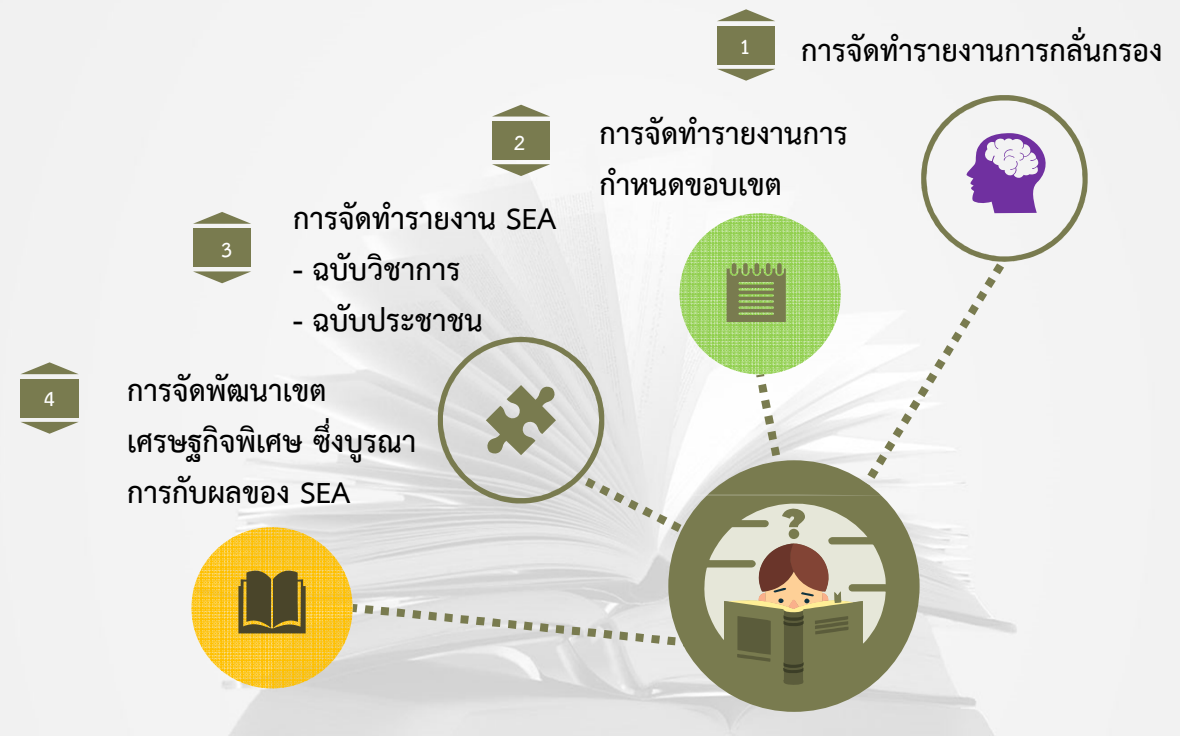 1
การจัดทำรายงานการกลั่นกรอง
2
การจัดทำรายงานการ
กำหนดขอบเขต
3
การจัดทำรายงาน SEA
- ฉบับวิชาการ
- ฉบับประชาชน
4
การจัดพัฒนาเขต
เศรษฐกิจพิเศษ ซึ่งบูรณา
การกับผลของ SEA
?